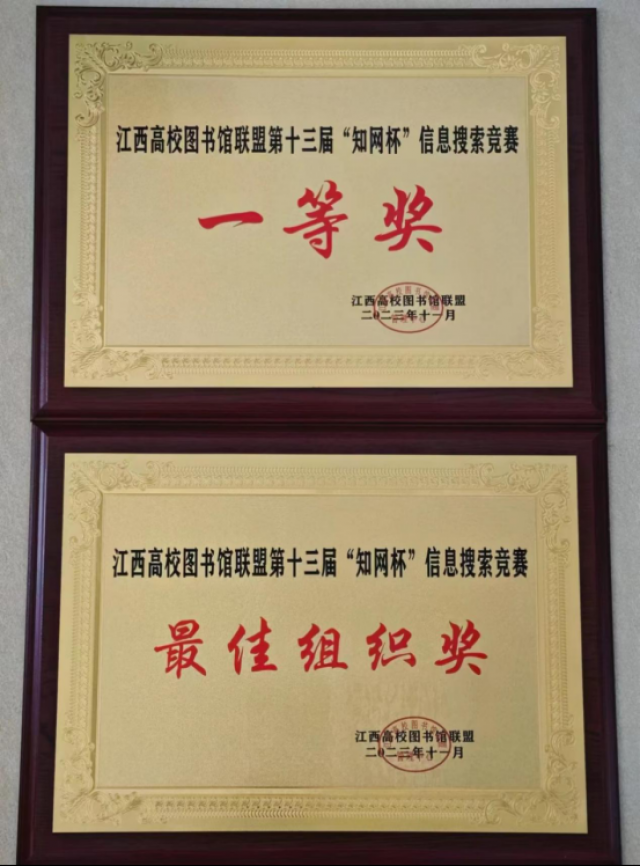 江西高校图书馆联盟第十三届“知网杯”信息搜索竞赛
一等奖
江西高校图书馆联盟
二〇二三年十一月
江西高校图书馆联盟第十三届“知网杯”信息搜索竞赛
最佳组织奖
江西高校图书馆联盟
二〇二三年十一月